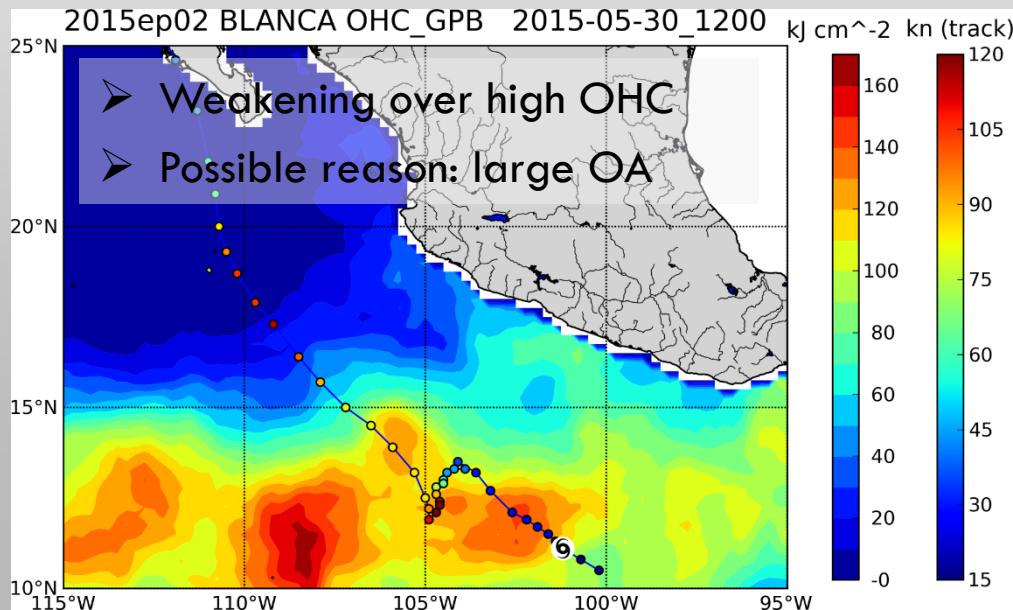 2015ep02 BLANCA OHC_GPB 2015-05-30_1200 kJ cm^-2 kn (track)
➢ Weakening over high OHC
➢ Possible reason: large OA
25°N
20°N
15°N
10°N
115°W 110°W 105°W 100°W 95°W
160
140
120
100
80
60
40
20
-0
120
105
90
75
60
45
30
15